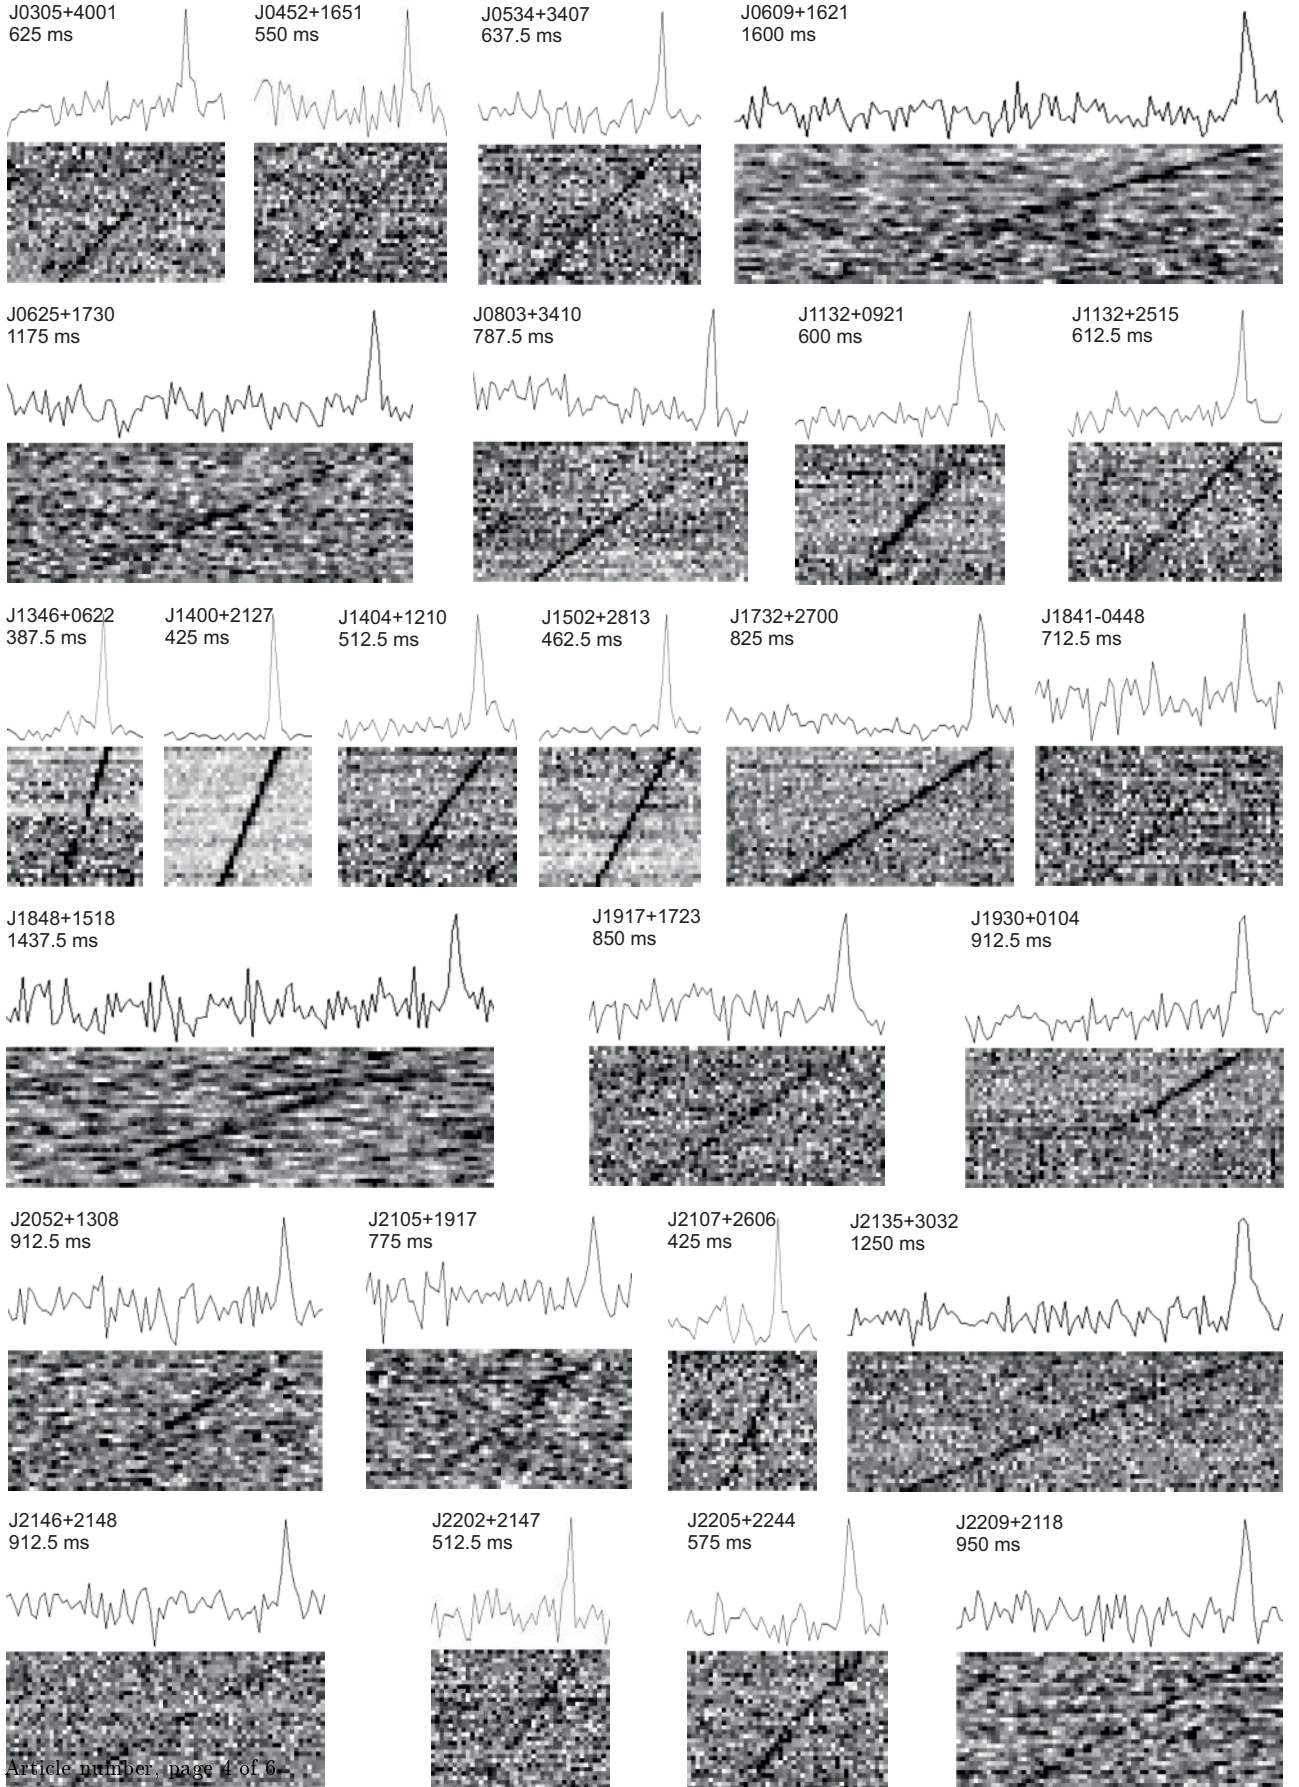 J0305+4001
625 ms
J0452+1651
550 ms
J0534+3407
637.5 ms
J0609+1621
1600 ms
J0625+1730
1175 ms
J0803+3410
787.5 ms
J1132+0921
600 ms
J1132+2515
612.5 ms
J1346+0622
387.5 ms
J1400+2127
425 ms
J1404+1210
512.5 ms
J1502+2813
462.5 ms
J1732+2700
825 ms
J1841-0448
712.5 ms
J1848+1518
1437.5 ms
J1917+1723
850 ms
J1930+0104
912.5 ms
J2052+1308
912.5 ms
J2105+1917
775 ms
J2107+2606
425 ms
J2135+3032
1250 ms
J2146+2148
912.5 ms
J2202+2147
512.5 ms
J2205+2244
575 ms
J2209+2118
950 ms
Article number, page 4 of 6